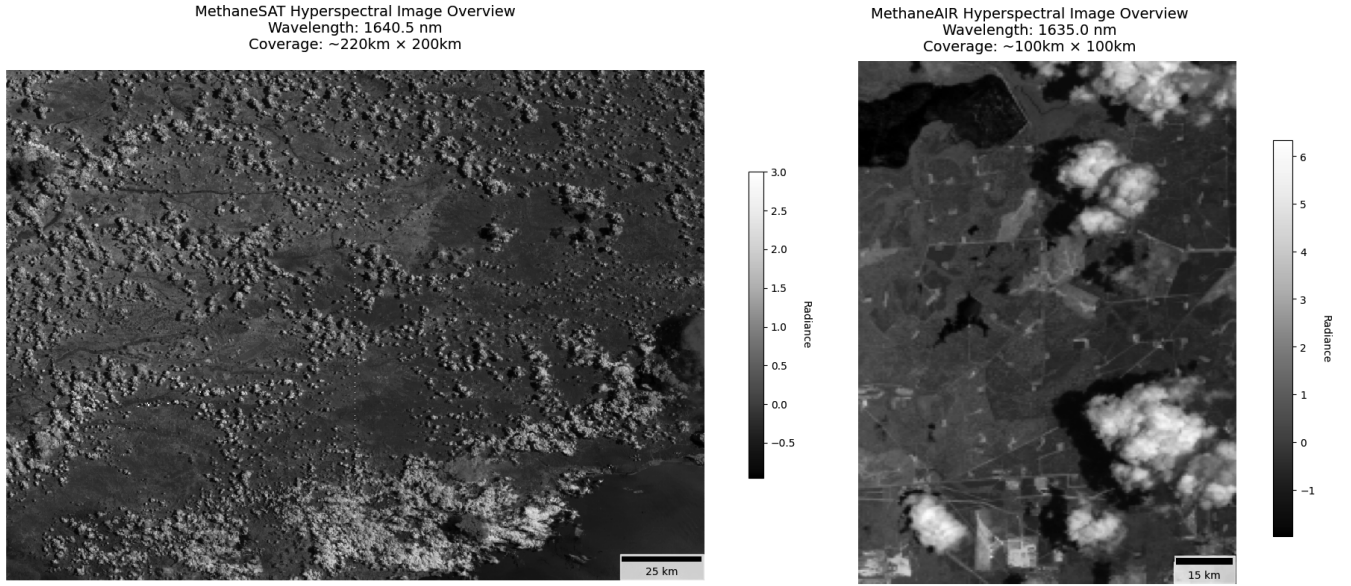 MethaneSAT Hyperspectral Image Overview
Wavelength: 1640.5 nm
Coverage: ~220km × 200km
3.0
2.5
2.0
1.5
1.0
0.5
0.0
−0.5
Radiance
25 km
MethaneAIR Hyperspectral Image Overview
Wavelength: 1635.0 nm
Coverage: ~100km × 100km
6
5
4
3
2
1
0
−1
Radiance
15 km